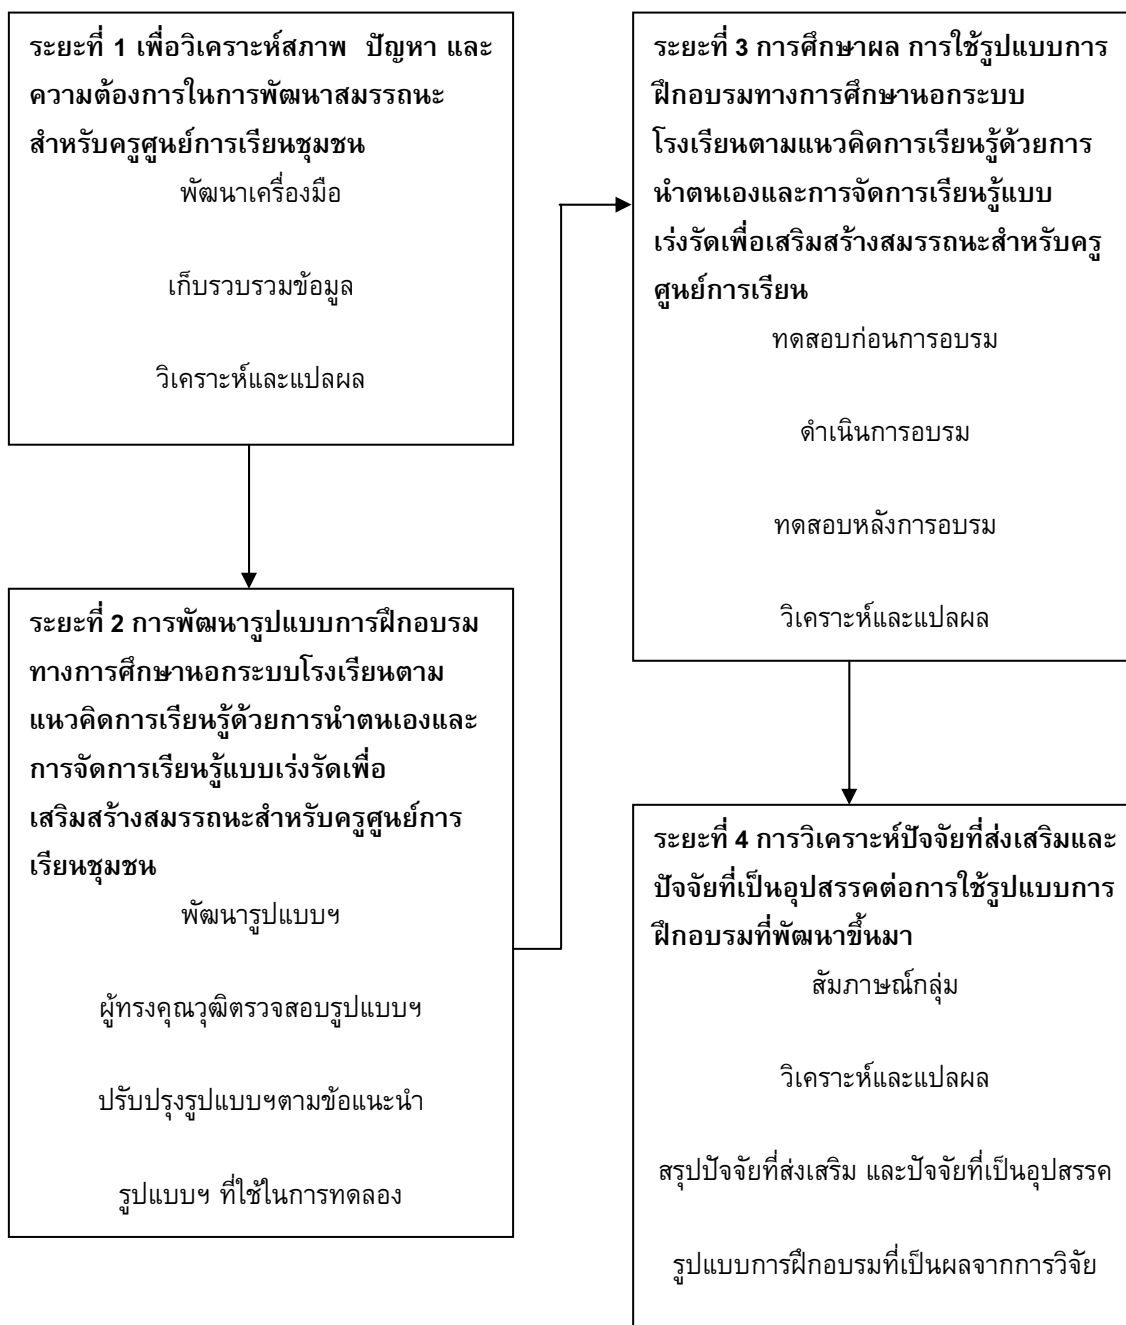 ระยะที่ 1 เพื่อวิเคราะห์สภาพ ปัญหา และ
ความต้องการในการพัฒนาสมรรถนะ
สำหรับครูศูนย์การเรียนชุมชน
พัฒนาเครื่องมือ
เก็บรวบรวมข้อมูล
วิเคราะห์และแปลผล
ระยะที่ 2 การพัฒนารูปแบบการฝึกอบรม
ทางการศึกษานอกระบบโรงเรียนตาม
แนวคิดการเรียนรู้ด้วยการนำตนเองและ
การจัดการเรียนรู้แบบเร่งรัดเพื่อ
เสริมสร้างสมรรถนะสำหรับครูศูนย์การ
เรียนชุมชน
พัฒนารูปแบบฯ
ผู้ทรงคุณวุฒิตรวจสอบรูปแบบฯ
ปรับปรุงรูปแบบฯตามข้อแนะนำ
รูปแบบฯ ที่ใช้ในการทดลอง
ระยะที่ 3 การศึกษาผล การใช้รูปแบบการ
ฝึกอบรมทางการศึกษานอกระบบ
โรงเรียนตามแนวคิดการเรียนรู้ด้วยการ
นำตนเองและการจัดการเรียนรู้แบบ
เร่งรัดเพื่อเสริมสร้างสมรรถนะสำหรับครู
ศูนย์การเรียน
ทดสอบก่อนการอบรม
ดำเนินการอบรม
ทดสอบหลังการอบรม
วิเคราะห์และแปลผล
ระยะที่ 4 การวิเคราะห์ปัจจัยที่ส่งเสริมและ
ปัจจัยที่เป็นอุปสรรคต่อการใช้รูปแบบการ
ฝึกอบรมที่พัฒนาขึ้นมา
สัมภาษณ์กลุ่ม
วิเคราะห์และแปลผล
สรุปปัจจัยที่ส่งเสริม และปัจจัยที่เป็นอุปสรรค
รูปแบบการฝึกอบรมที่เป็นผลจากการวิจัย